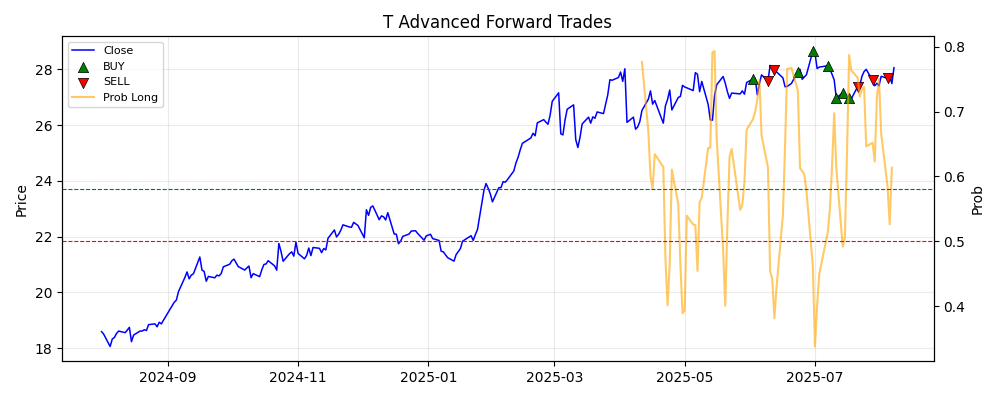 T Advanced Forward Trades
Close
BUY
SELL
Prob Long
Price
28
26
24
22
20
18
0.8
0.7
0.6
0.5
0.4
Prob
2024-09
2024-11
2025-01
2025-03
2025-05
2025-07